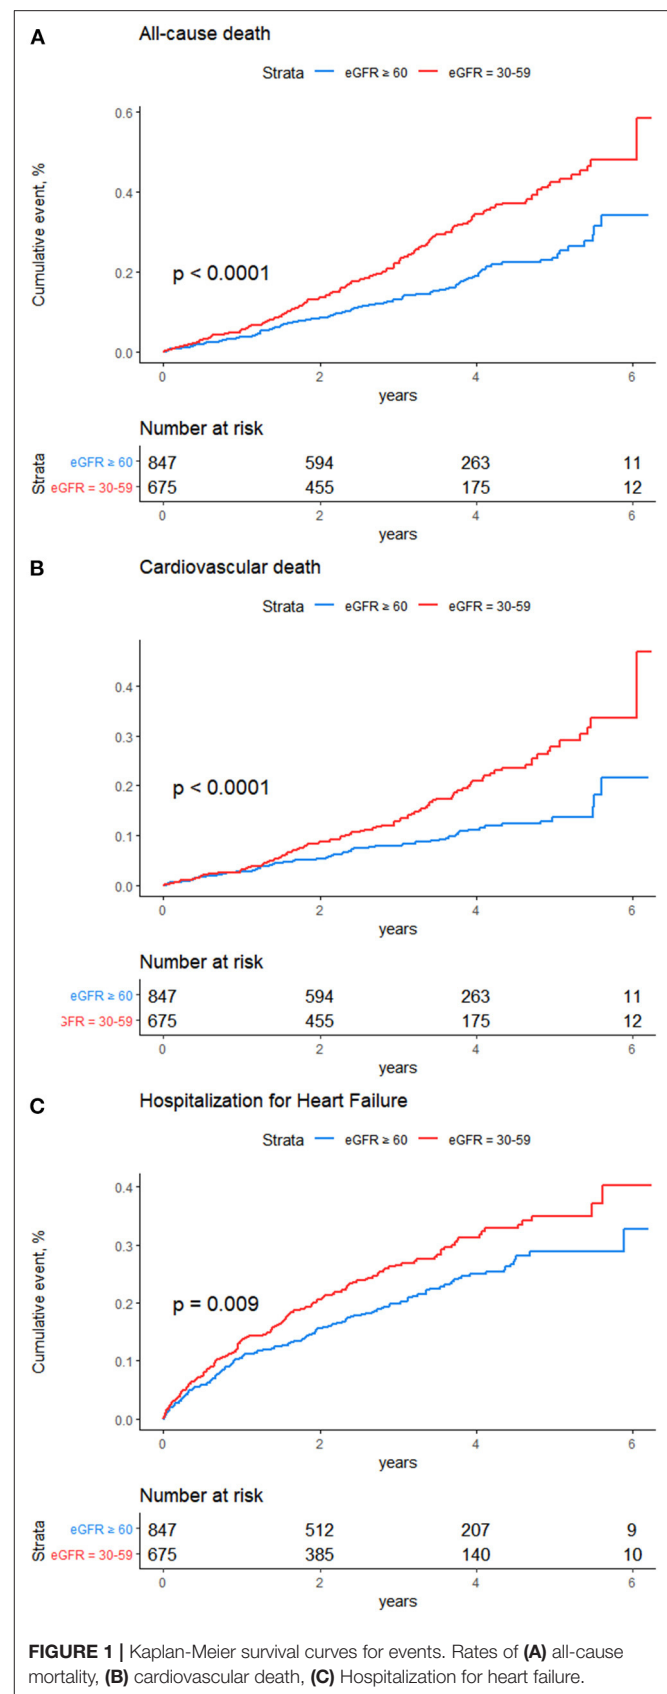 A
All-cause death
Strata eGFR ≥ 60 eGFR = 30-59
Cumulative event, %
0.6
0.4
0.2
0.0
p < 0.0001
0 2 4 6
years
Number at risk
Strata
eGFR ≥ 60 847 594 263 11
eGFR = 30-59 675 455 175 12
0 2 4 6
years
B
Cardiovascular death
Strata eGFR ≥ 60 eGFR = 30-59
0.4
0.3
0.2
0.1
0.0
p < 0.0001
0 2 4 6
years
Number at risk
eGFR ≥ 60 847 594 263 11
GFR = 30-59 675 455 175 12
0 2 4 6
years
C
Hospitalization for Heart Failure
Strata eGFR ≥ 60 eGFR = 30-59
Cumulative event, %
0.4
0.3
0.2
0.1
0.0
p = 0.009
0 2 4 6
years
Number at risk
Strata
eGFR ≥ 60 847 512 207 9
eGFR = 30-59 675 385 140 10
0 2 4 6
years
FIGURE 1 | Kaplan-Meier survival curves for events. Rates of (A) all-cause
mortality, (B) cardiovascular death, (C) Hospitalization for heart failure.